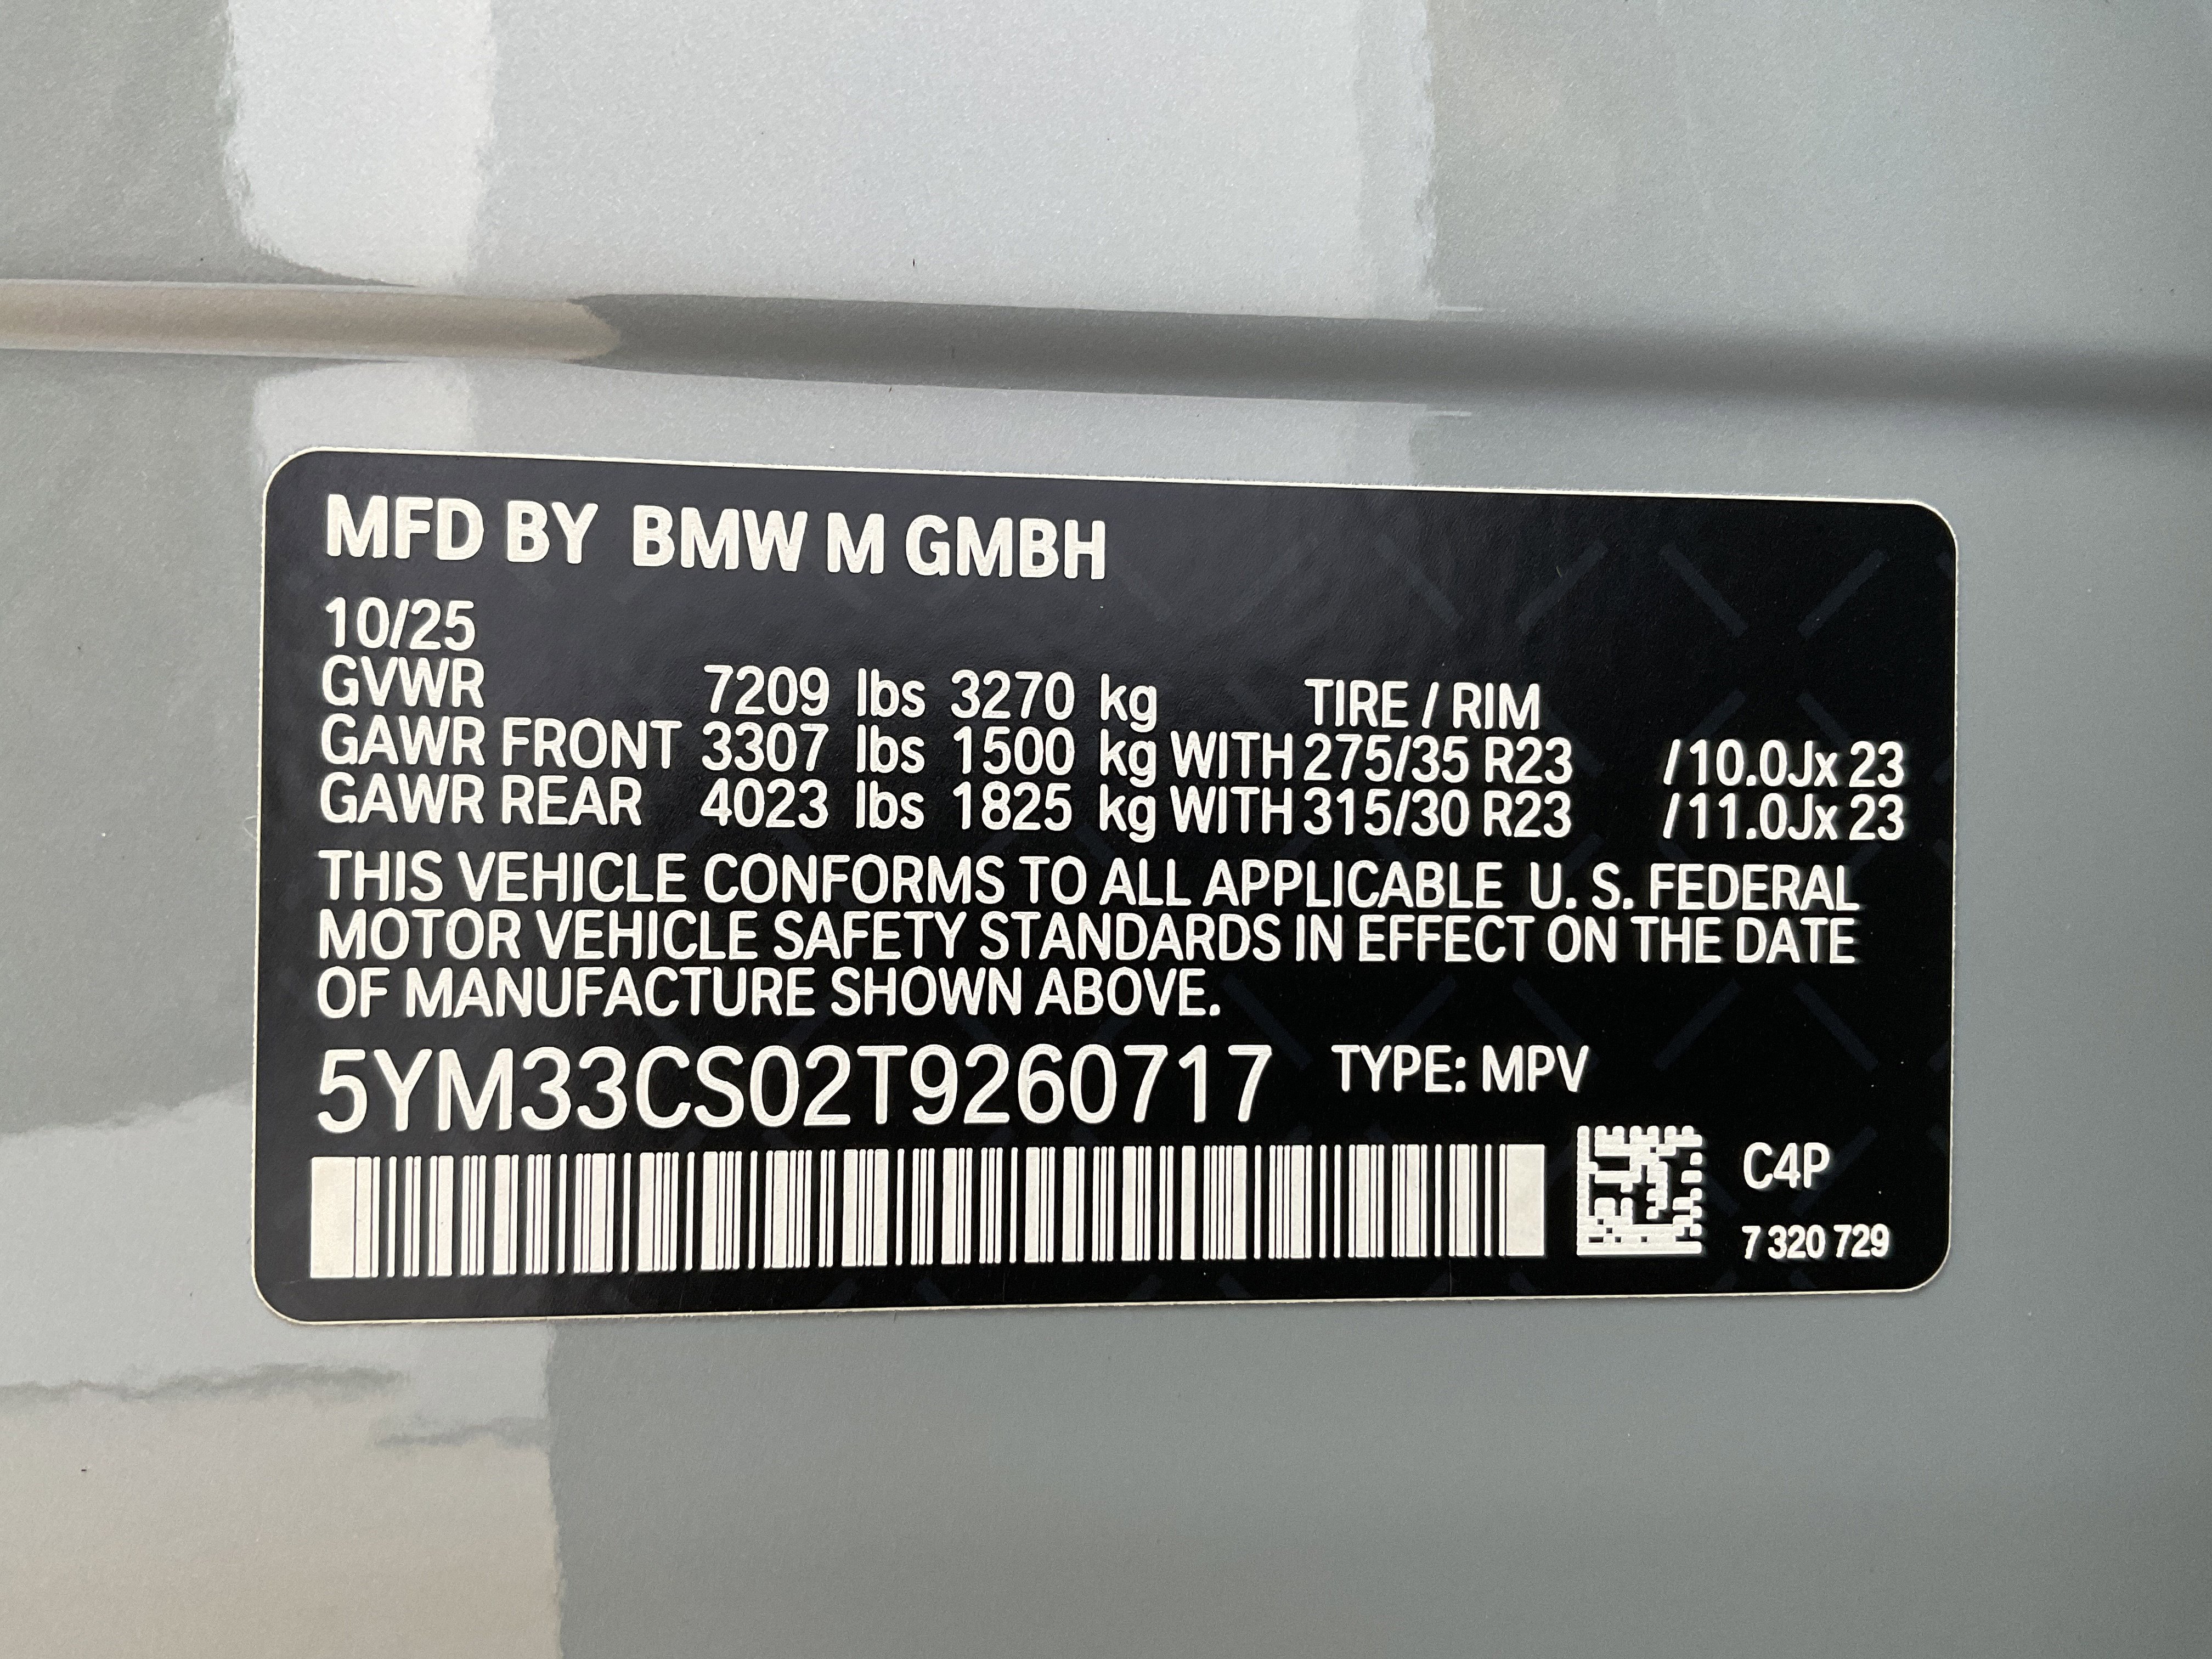 MFD BY BMW M GMBH
10/25
GVWR 7209 lbs 3270 kg TIRE / RIM
GAWR FRONT 3307 lbs 1500 kg WITH 275/35 R23 / 10.0Jx 23
GAWR REAR 4023 lbs 1825 kg WITH 315/30 R23 / 11.0Jx 23
THIS VEHICLE CONFORMS TO ALL APPLICABLE U. S. FEDERAL
MOTOR VEHICLE SAFETY STANDARDS IN EFFECT ON THE DATE
OF MANUFACTURE SHOWN ABOVE.
5YM33CS02T9260717 TYPE: MPV
C4P
7 320 729